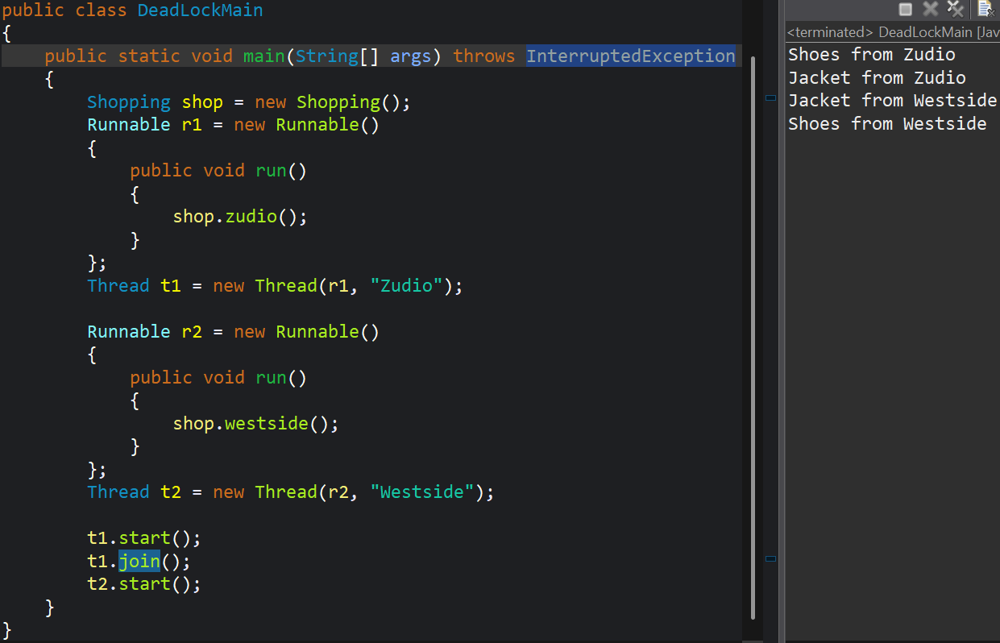 public class DeadLockMain
{
    public static void main(String[] args) throws InterruptedException
    {
        Shopping shop = new Shopping();
        Runnable r1 = new Runnable()
        {
            public void run()
            {
                shop.zudio();
            }
        };
        Thread t1 = new Thread(r1, "Zudio");

        Runnable r2 = new Runnable()
        {
            public void run()
            {
                shop.westside();
            }
        };
        Thread t2 = new Thread(r2, "Westside");

        t1.start();
        t1.join();
        t2.start();
    }
}
<terminated> DeadLockMain [Jav
Shoes from Zudio
Jacket from Zudio
Jacket from Westside
Shoes from Westside